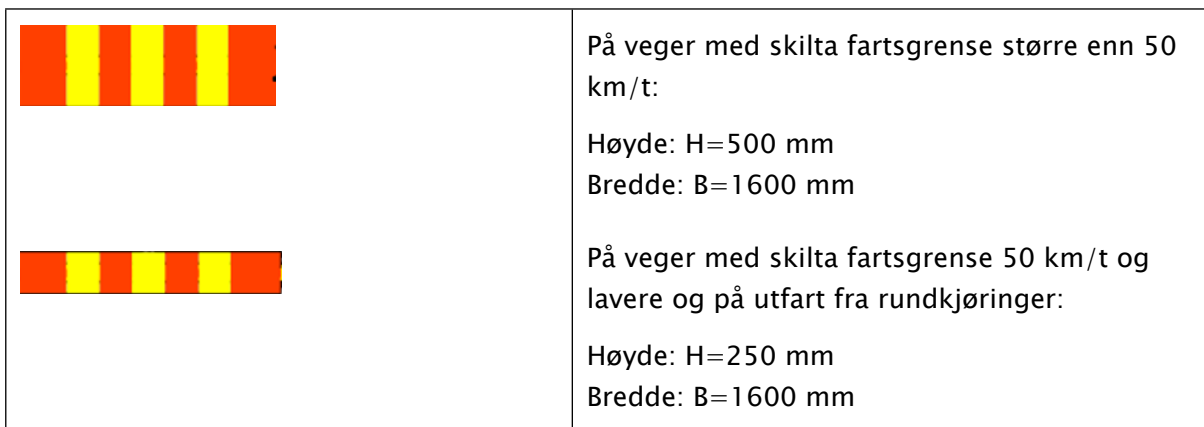 På veger med skilta fartsgrense større enn 50
km/t:
Høyde: H=500 mm
Bredde: B=1600 mm
På veger med skilta fartsgrense 50 km/t og
lavere og på utfart fra rundkjøringer:
Høyde: H=250 mm
Bredde: B=1600 mm